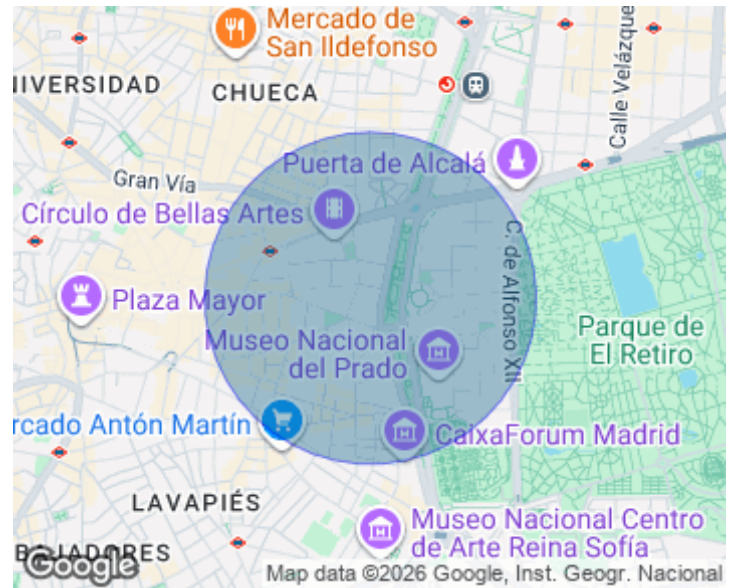 Mercado de
San Ildefonso
NIVERSIDAD
CHUECA
Calle Velázquez
Puerta de Alcalá
Gran Vía
Círculo de Bellas Artes
C. de Alfonso XII
Plaza Mayor
Museo Nacional
del Prado
Parque de
El Retiro
rcado Antón Martín
CaixaForum Madrid
LAVAPIÉS
Museo Nacional Centro
de Arte Reina Sofía
BAJADORES
Google
Map data ©2026 Google, Inst. Geogr. Nacional